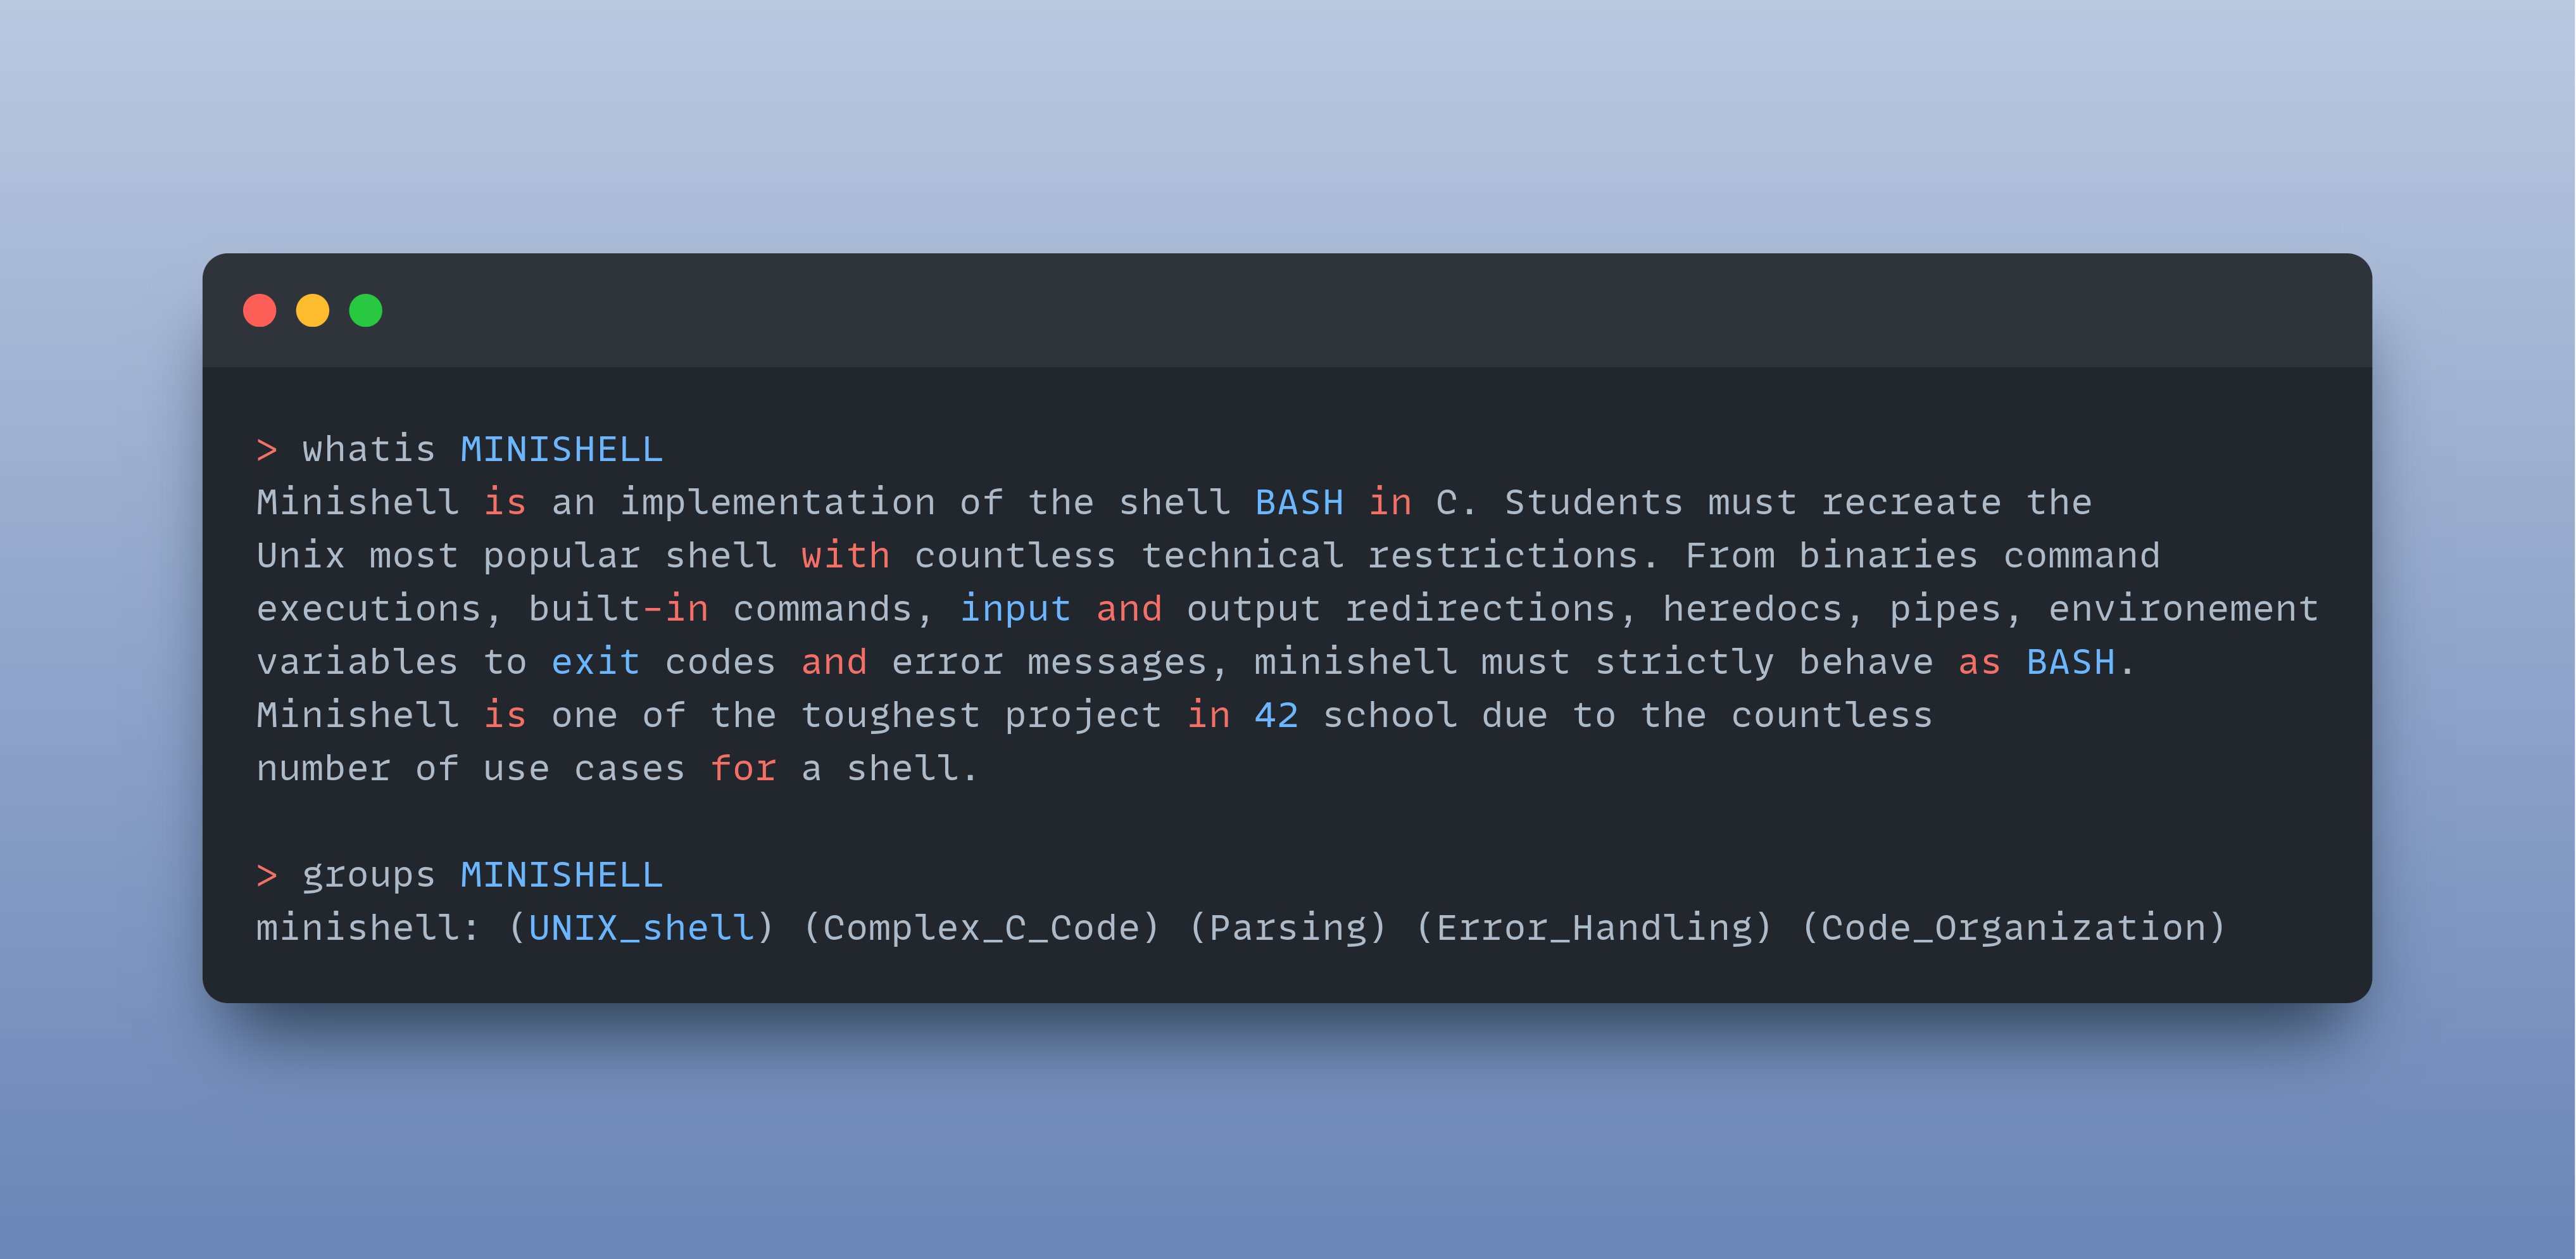 > whatis MINISHELL
Minishell is an implementation of the shell BASH in C. Students must recreate the
Unix most popular shell with countless technical restrictions. From binaries command
executions, built-in commands, input and output redirections, heredocs, pipes, environement
variables to exit codes and error messages, minishell must strictly behave as BASH.
Minishell is one of the toughest project in 42 school due to the countless
number of use cases for a shell.
> groups MINISHELL
minishell: (UNIX_shell) (Complex_C_Code) (Parsing) (Error_Handling) (Code_Organization)